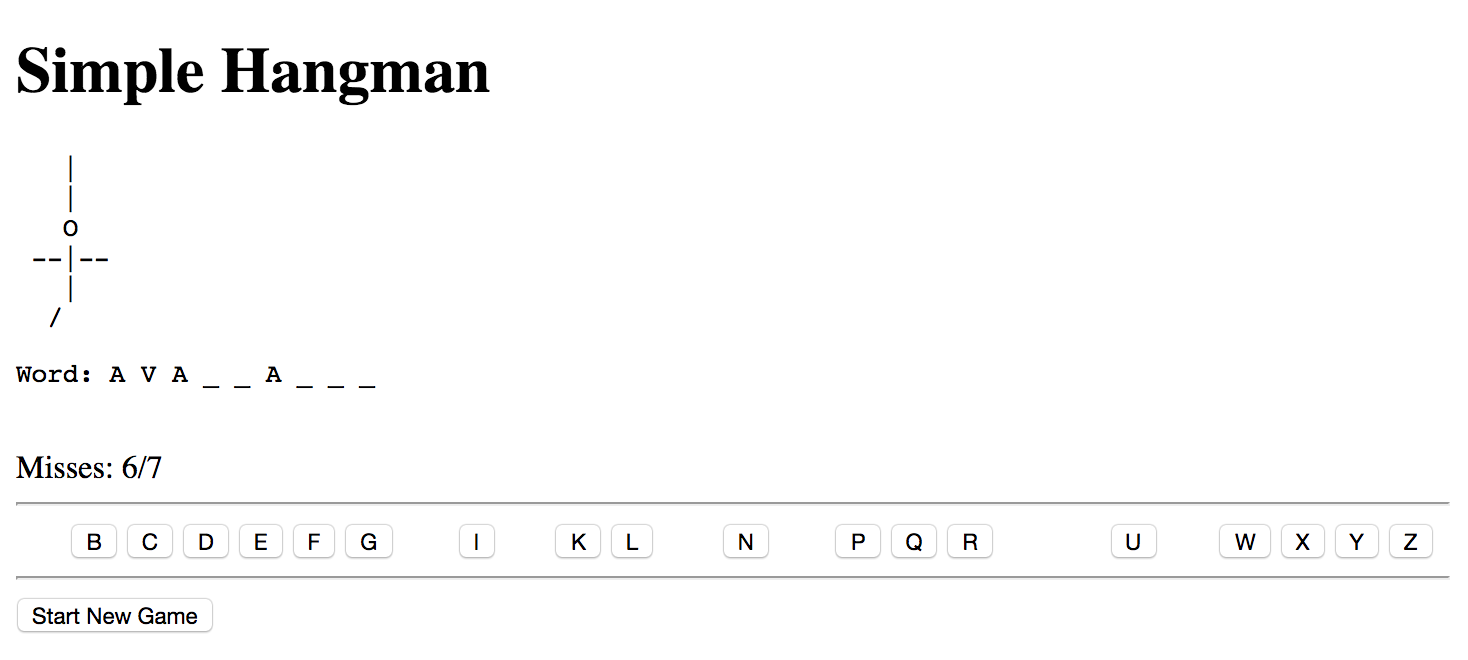 Simple Hangman
|
|
O
--|--
|
/
Word: A V A _ _ A _ _ _
Misses: 6/7
B C D E F G I K L N P Q R U W X Y Z
Start New Game